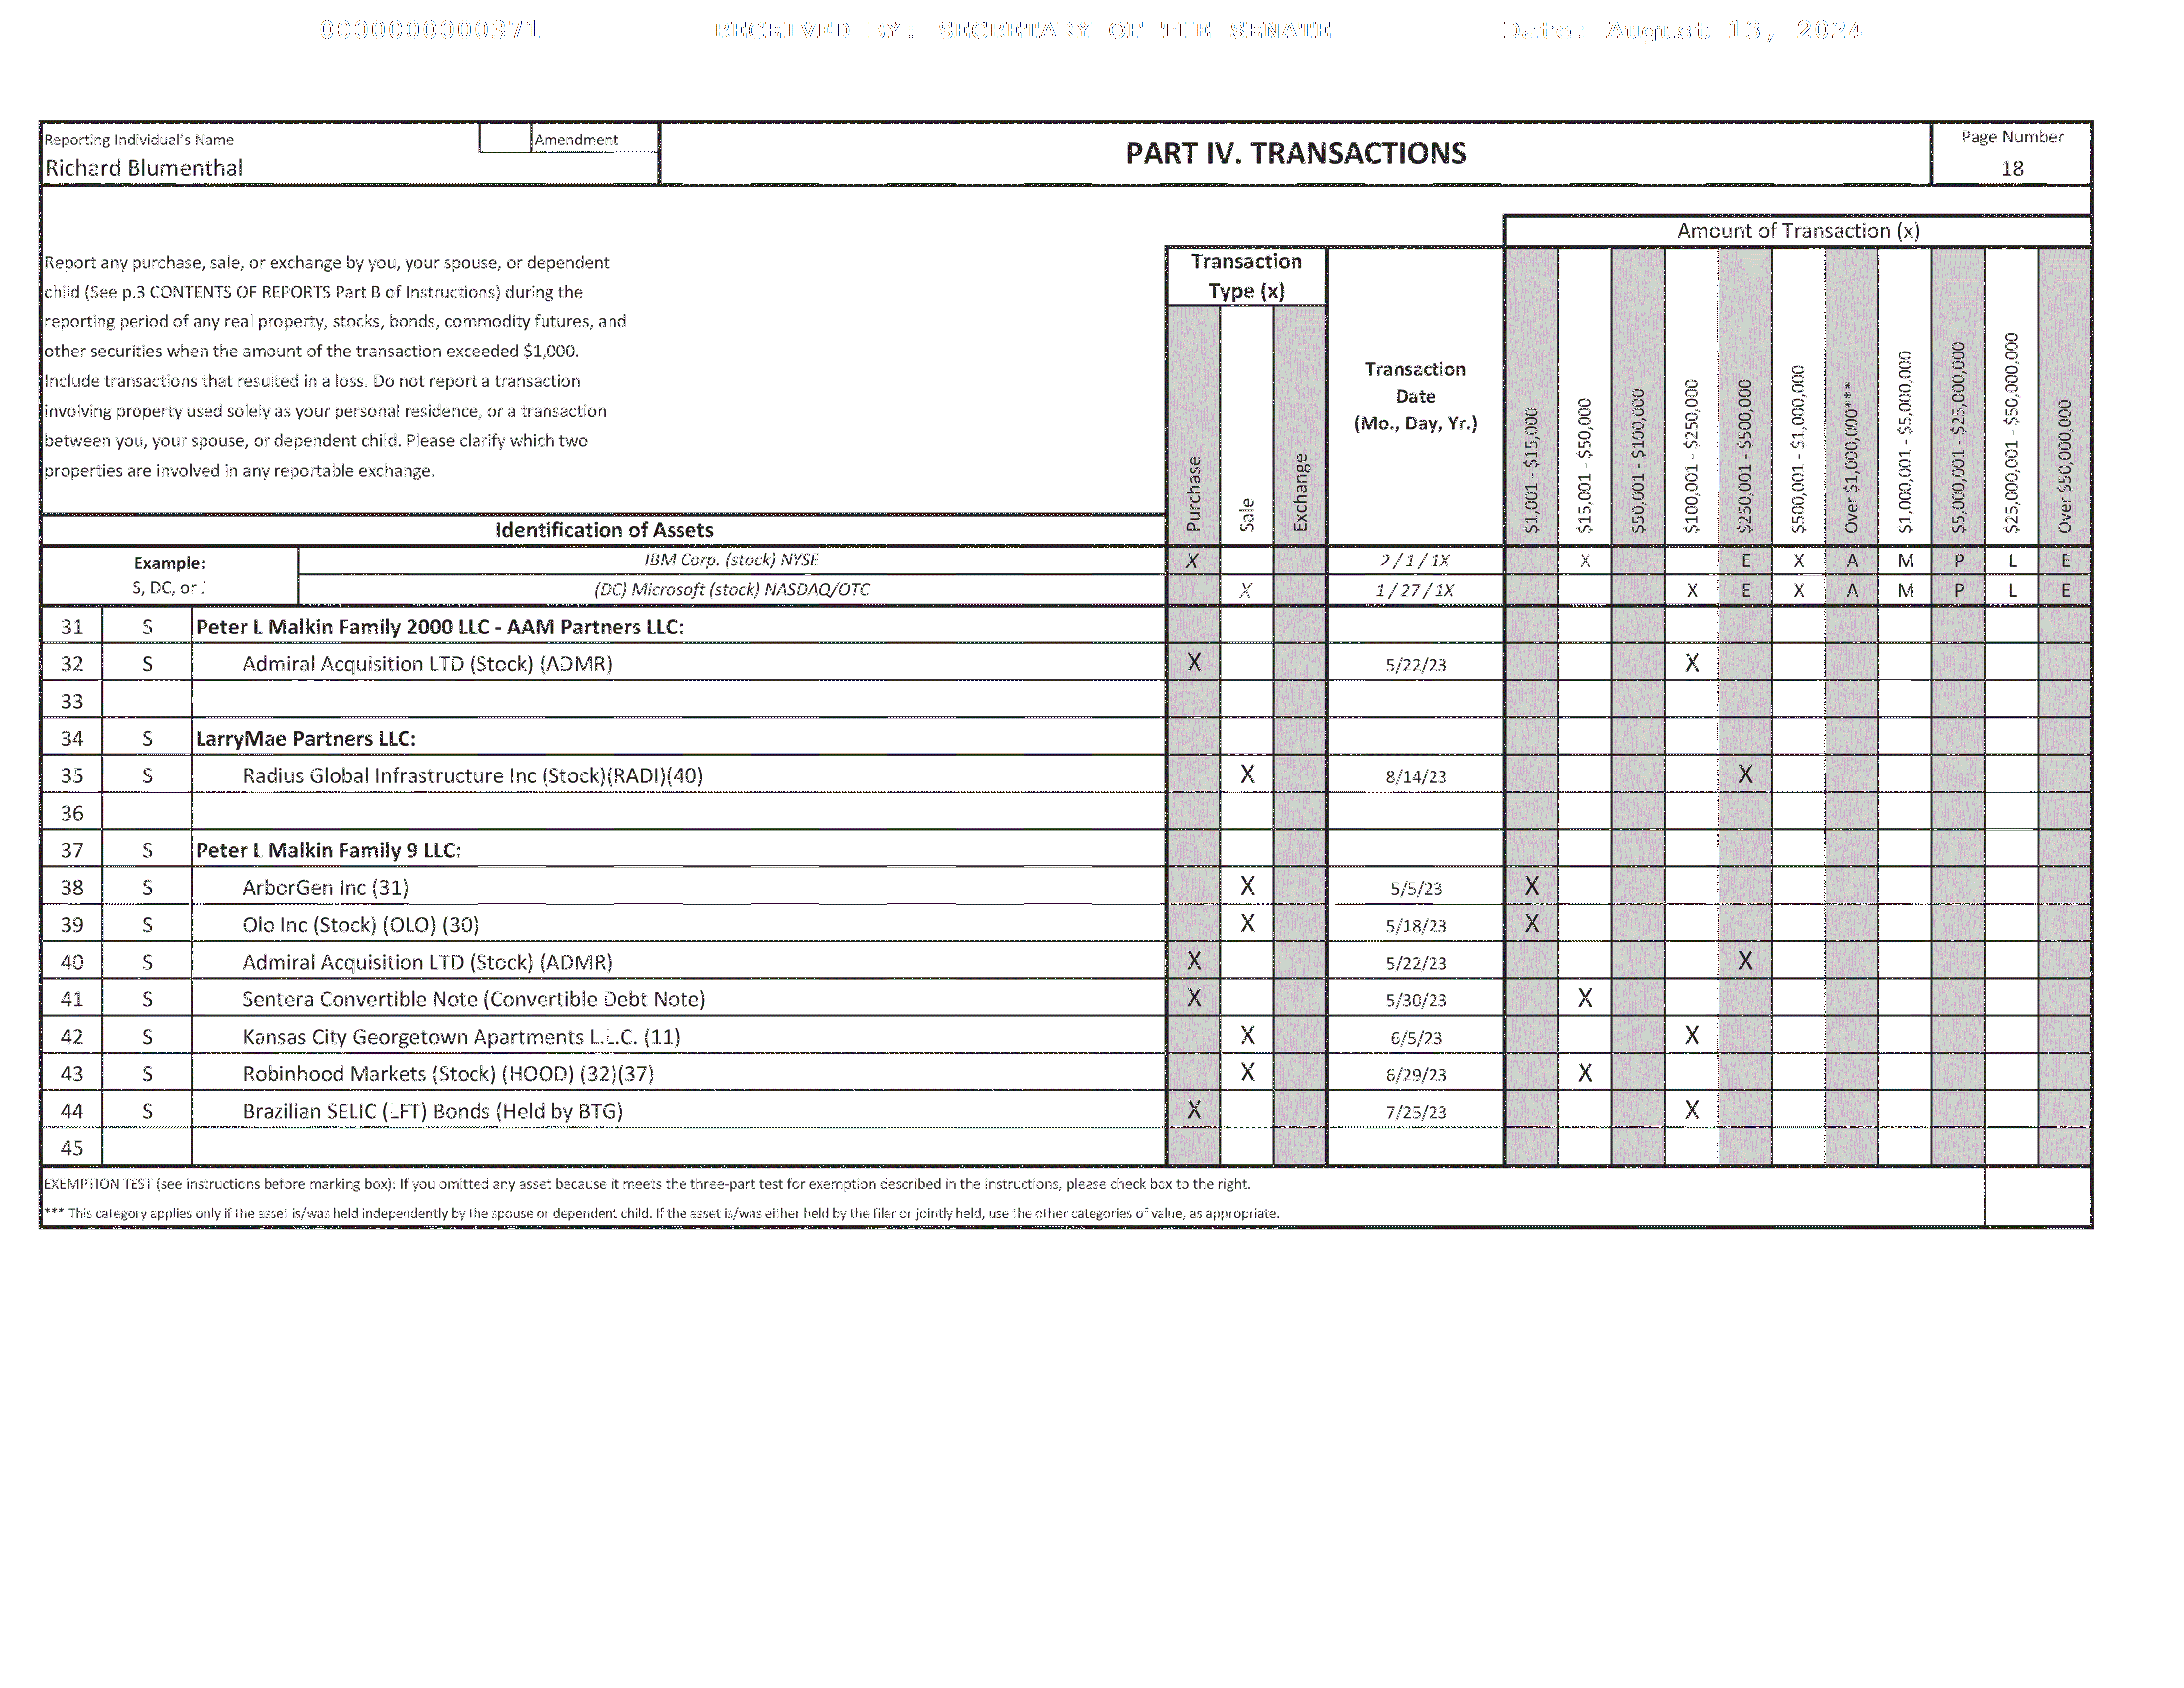 0000000000371 RECEIVED BY: SECRETARY OF THE SENATE Date: August 13, 2024
Reporting Individual's Name Amendment
Richard Blumenthal
PART IV. TRANSACTIONS
Page Number
18
Report any purchase, sale, or exchange by you, your spouse, or dependent
child (See p.3 CONTENTS OF REPORTS Part B of Instructions) during the
reporting period of any real property, stocks, bonds, commodity futures, and
other securities when the amount of the transaction exceeded $1,000.
Include transactions that resulted in a loss. Do not report a transaction
involving property used solely as your personal residence, or a transaction
between you, your spouse, or dependent child. Please clarify which two
properties are involved in any reportable exchange.
Identification of Assets
Transaction
Type (x)
Purchase
Sale
Exchange
Transaction
Date
(Mo., Day, Yr.)
Amount of Transaction (x)
$1,001 - $15,000
$15,001 - $50,000
$50,001 - $100,000
$100,001 - $250,000
$250,001 - $500,000
$500,001 - $1,000,000
Over $1,000,000***
$1,000,001 - $5,000,000
$5,000,001 - $25,000,000
$25,000,001 - $50,000,000
Over $50,000,000
Example:
S, DC, or J
IBM Corp. (stock) NYSE X 2/1/1X X E X A M P L E
(DC) Microsoft (stock) NASDAQ/OTC X 1/27/1X X E X A M P L E
31 S Peter L Malkin Family 2000 LLC - AAM Partners LLC:
32 S Admiral Acquisition LTD (Stock) (ADMR) X 5/22/23 X
33
34 S LarryMae Partners LLC:
35 S Radius Global Infrastructure Inc (Stock)(RADI)(40) X 8/14/23 X
36
37 S Peter L Malkin Family 9 LLC:
38 S ArborGen Inc (31) X 5/5/23 X
39 S Olo Inc (Stock) (OLO) (30) X 5/18/23 X
40 S Admiral Acquisition LTD (Stock) (ADMR) X 5/22/23 X
41 S Sentera Convertible Note (Convertible Debt Note) X 5/30/23 X
42 S Kansas City Georgetown Apartments L.L.C. (11) X 6/5/23 X
43 S Robinhood Markets (Stock) (HOOD) (32)(37) X 6/29/23 X
44 S Brazilian SELIC (LFT) Bonds (Held by BTG) X 7/25/23 X
45
EXEMPTION TEST (see instructions before marking box): If you omitted any asset because it meets the three-part test for exemption described in the instructions, please check box to the right.
*** This category applies only if the asset is/was held independently by the spouse or dependent child. If the asset is/was either held by the filer or jointly held, use the other categories of value, as appropriate.